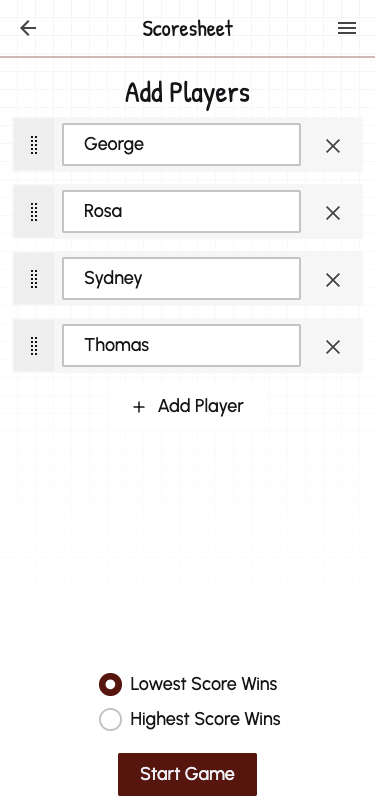 Scoresheet
Add Players
George
Rosa
Sydney
Thomas
Add Player
Lowest Score Wins
Highest Score Wins
Start Game